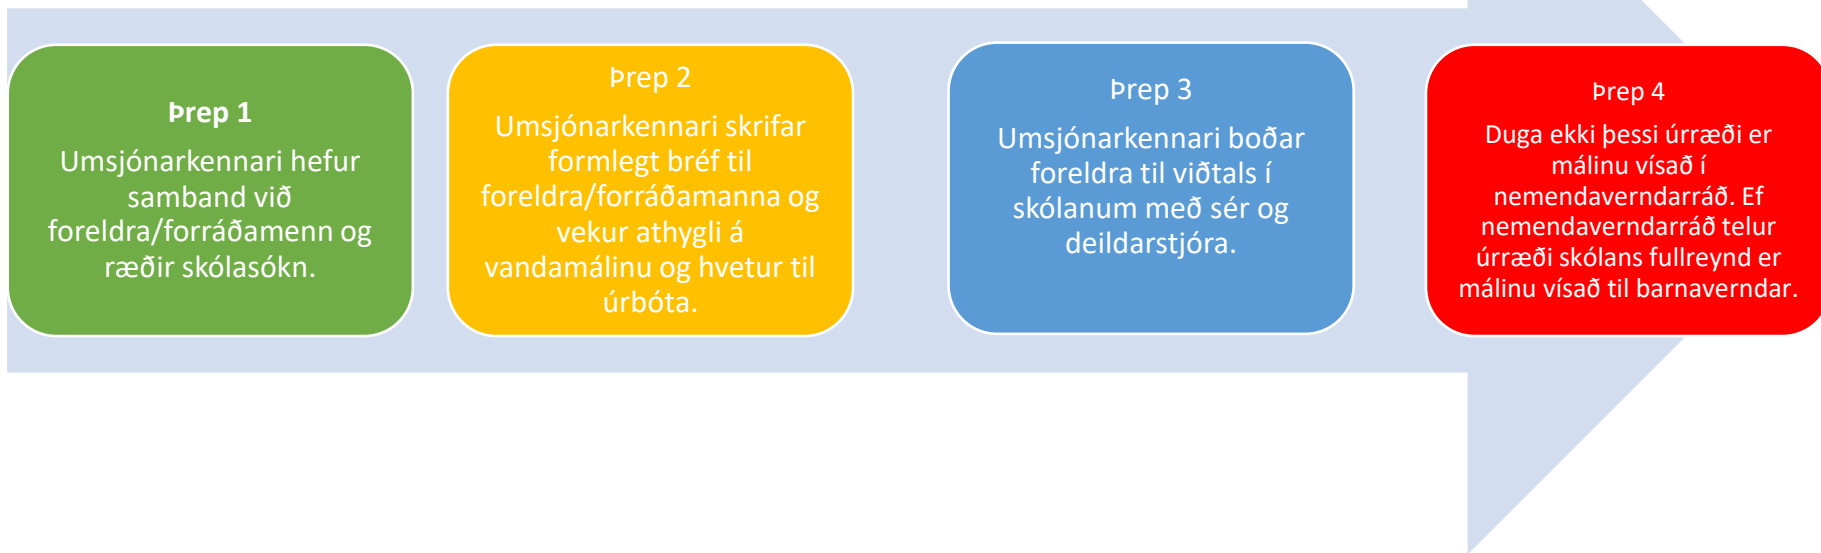 Þrep 1
Umsjónarkennari hefur
samband við
foreldra/forráðamenn og
ræðir skólasókn.
Þrep 2
Umsjónarkennari skrifar
formlegt bréf til
foreldra/forráðamanna og
vekur athygli á
vandamálinu og hvetur til
úrbóta.
Þrep 3
Umsjónarkennari boðar
foreldra til viðtals í
skólanum með sér og
deildarstjóra.
Þrep 4
Duga ekki þessi úrræði er
málinu vísað í
nemendaverndarráð. Ef
nemendaverndarráð telur
úrræði skólans fullreynd er
málinu vísað til barnaverndar.